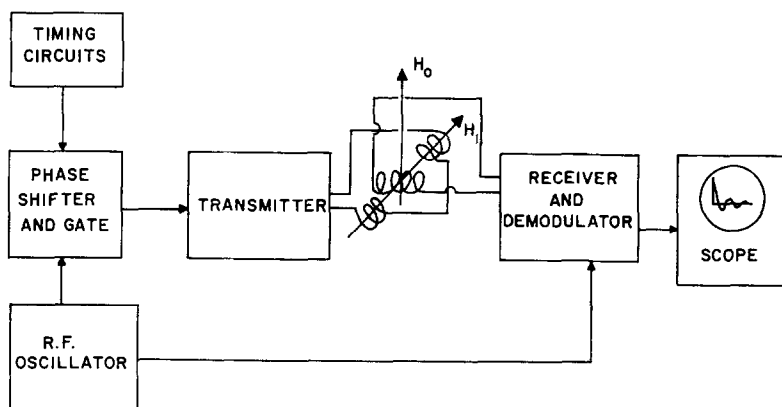 TIMING
CIRCUITS
H0
H1
PHASE
SHIFTER
AND GATE
TRANSMITTER
RECEIVER
AND
DEMODULATOR
SCOPE
R.F.
OSCILLATOR